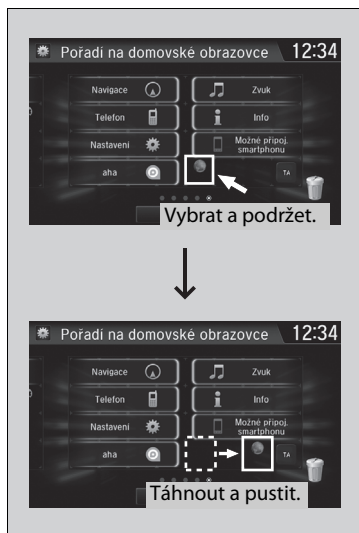 Pořadí na domovské obrazovce 12:34
Navigace
Zvuk
Telefon
Info
Nastavení
Možné připoj.
smartphonu
aha
TA
Vybrat a podržet.
Pořadí na domovské obrazovce 12:34
Navigace
Zvuk
Telefon
Info
Nastavení
Možné připoj.
smartphonu
aha
TA
Táhnout a pustit.